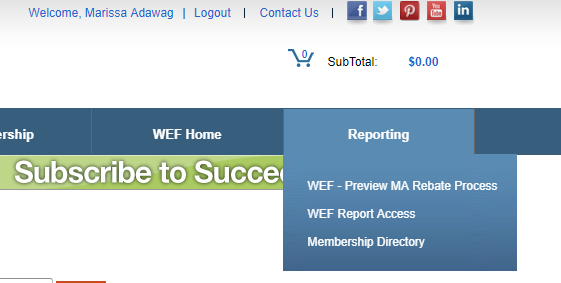 Welcome, Marissa Adawag | Logout | Contact Us |
0 SubTotal: $0.00
ership WEF Home Reporting
Subscribe to Succe
WEF - Preview MA Rebate Process
WEF Report Access
Membership Directory